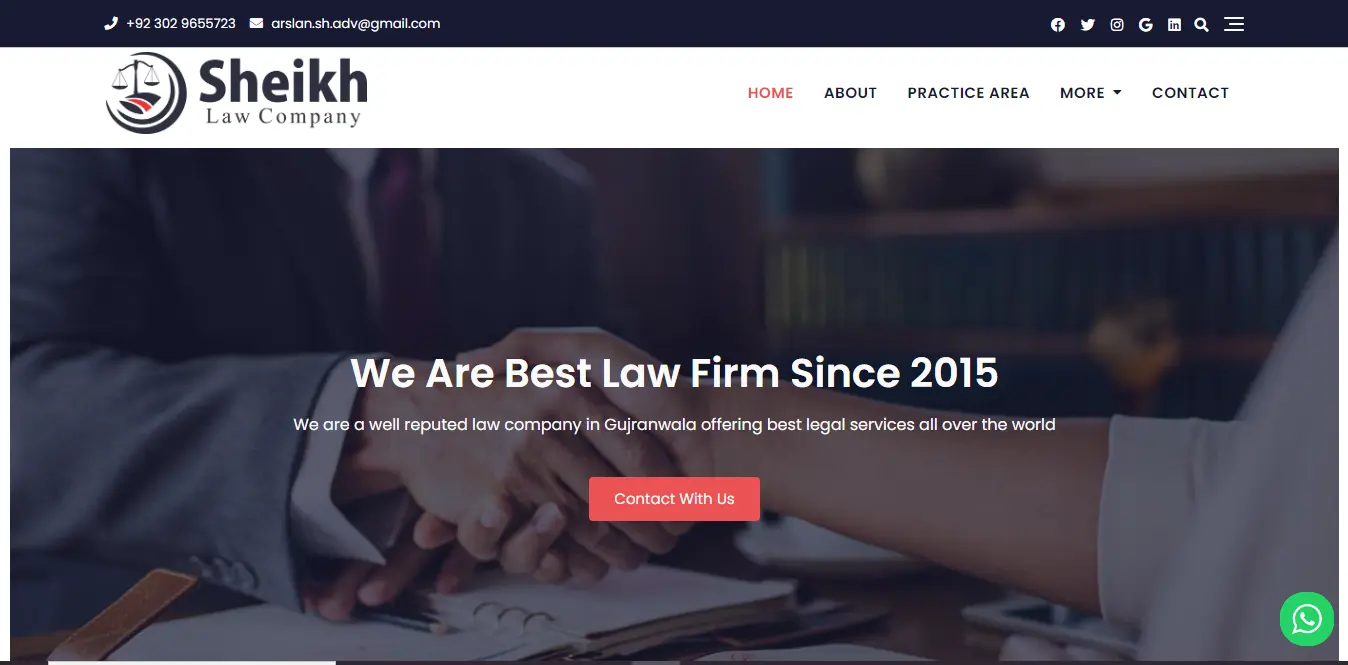 +92 302 9655723 arslan.sh.adv@gmail.com
Sheikh
Law Company
HOME ABOUT PRACTICE AREA MORE CONTACT
We Are Best Law Firm Since 2015
We are a well reputed law company in Gujranwala offering best legal services all over the world
Contact With Us